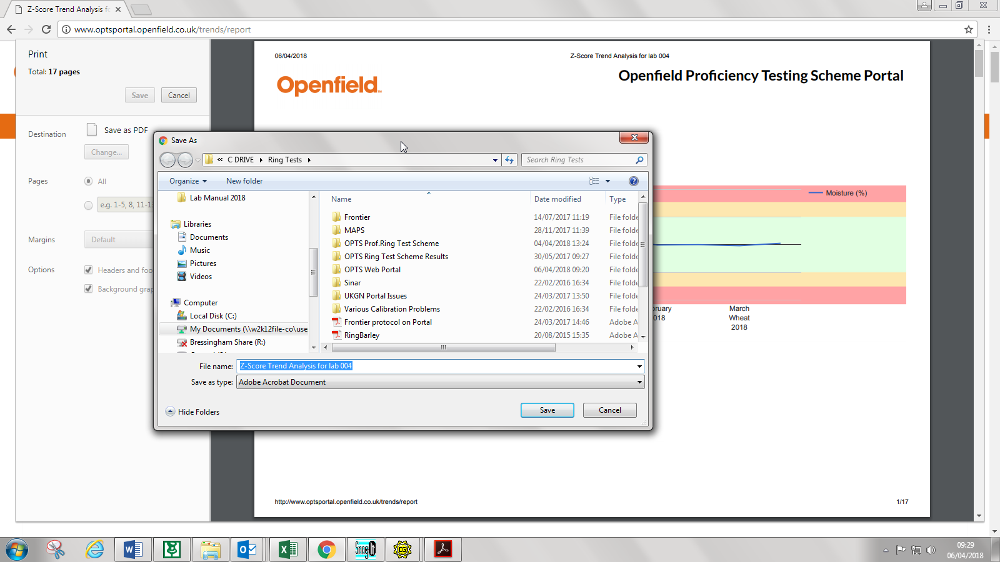 Z-Score Trend Analysis f
www.optsportal.openfield.co.uk/trends/report
Print
Total: 17 pages
Save
Cancel
Destination
Save as PDF
Change...
Pages
All
e.g. 1-5, 8, 11-13
Margins
Default
Options
Headers and foo
Background grap
06/04/2018
Z-Score Trend Analysis for lab 004
Openfield™
Openfield Proficiency Testing Scheme Portal
Moisture (%)
bruary
018
March
Wheat
2018
http://www.optsportal.openfield.co.uk/trends/report
1/17
Save As
« C DRIVE Ring Tests
Search Ring Tests
Organize
New folder
Lab Manual 2018
Libraries
Documents
Music
Pictures
Videos
Computer
Local Disk (C:)
My Documents (\\w2k12file-co\use
Bressingham Share (R:)
Name Date modified Type
Frontier 14/07/2017 11:19 File folde
MAPS 28/11/2017 11:39 File folde
OPTS Prof.Ring Test Scheme 04/04/2018 13:24 File folde
OPTS Ring Test Scheme Results 30/05/2017 09:27 File folde
OPTS Web Portal 06/04/2018 09:20 File folde
Sinar 22/02/2016 16:34 File folde
UKGN Portal Issues 24/03/2017 13:50 File folde
Various Calibration Problems 22/02/2016 16:34 File folde
Frontier protocol on Portal 24/03/2017 14:46 Adobe A
RingBarley 20/08/2015 15:35 Adobe A
File name: Z-Score Trend Analysis for lab 004
Save as type: Adobe Acrobat Document
Hide Folders
Save
Cancel
SnagIt
CG
09:29
06/04/2018